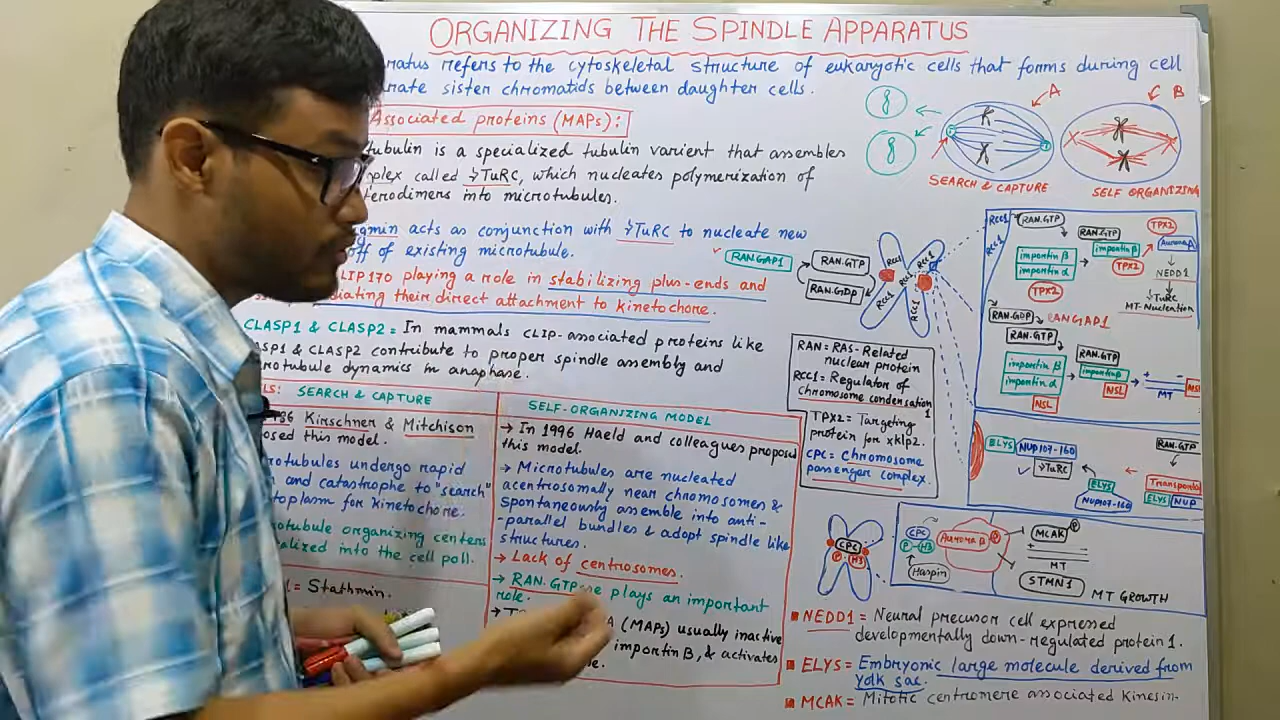 ORGANIZING THE SPINDLE APPARATUS
refers to the cytoskeletal structure of eukaryotic cells that forms during cell
sister chromatids between daughter cells.
Associated proteins (MAPs):
tubulin is a specialized tubulin varient that assembles
called γTuRC, which nucleates polymerization of
into microtubules.
acts as conjunction with γTuRC to nucleate new
off of existing microtubule.
playing a role in stabilizing plus-ends and
their direct attachment to kinetochore.
CLASP1 & CLASP2 = In mammals CLIP-associated proteins like
& CLASP2 contribute to proper spindle assembly and
dynamics in anaphase.
SEARCH & CAPTURE
Kirschner & Mitchison
this model.
undergo rapid
and catastrophe to "search"
for kinetochore.
organizing centers
into the cell poll.
= Stathmin.
SELF-ORGANIZING MODEL
→ In 1996 Haeld and colleagues proposed
this model.
→ Microtubules are nucleated
acentrosomally near chromosomes &
spontaneously assemble into anti-
-parallel bundles & adopt spindle like
structures.
→ Lack of centrosomes.
→ RAN.GTP plays an important
role.
(MAPs) usually inactive
importin β, & activates
A
B
SEARCH & CAPTURE
SELF ORGANIZING
RAN.GAP1
RAN.GTP
RAN.GDP
RCC1
RCC1
RCC1
RCC1
RAN = RAS-Related
nuclear protein
RCC1 = Regulator of
chromosome condensation
1
TPX2 = Targeting
protein for xklp2.
CPC = Chromosome
passenger complex.
RCC1
RCC1
RAN.GTP
importin β
importin α
TPX2
RAN.GTP
importin β
TPX2
TPX2
Aurora
NEDD1
γTuRC
MT-Nucleation
RAN.GDP
RANGAP1
RAN.GTP
importin β
importin α
NSL
RAN.GTP
importin β
NSL
+ -
MT
ELYS
NUP107-160
γTuRC
ELYS
NUP107-160
RAN.GTP
ELYS
NUP
CPC
P H3
CPC
P H3
Haspin
Aurora B
P
MCAK
P
MT
STMN1
MT GROWTH
NEDD1 = Neural precursor cell expressed
developmentally down-regulated protein 1.
ELYS = Embryonic large molecule derived from
yolk sac.
MCAK = Mitotic centromere associated kinesin.